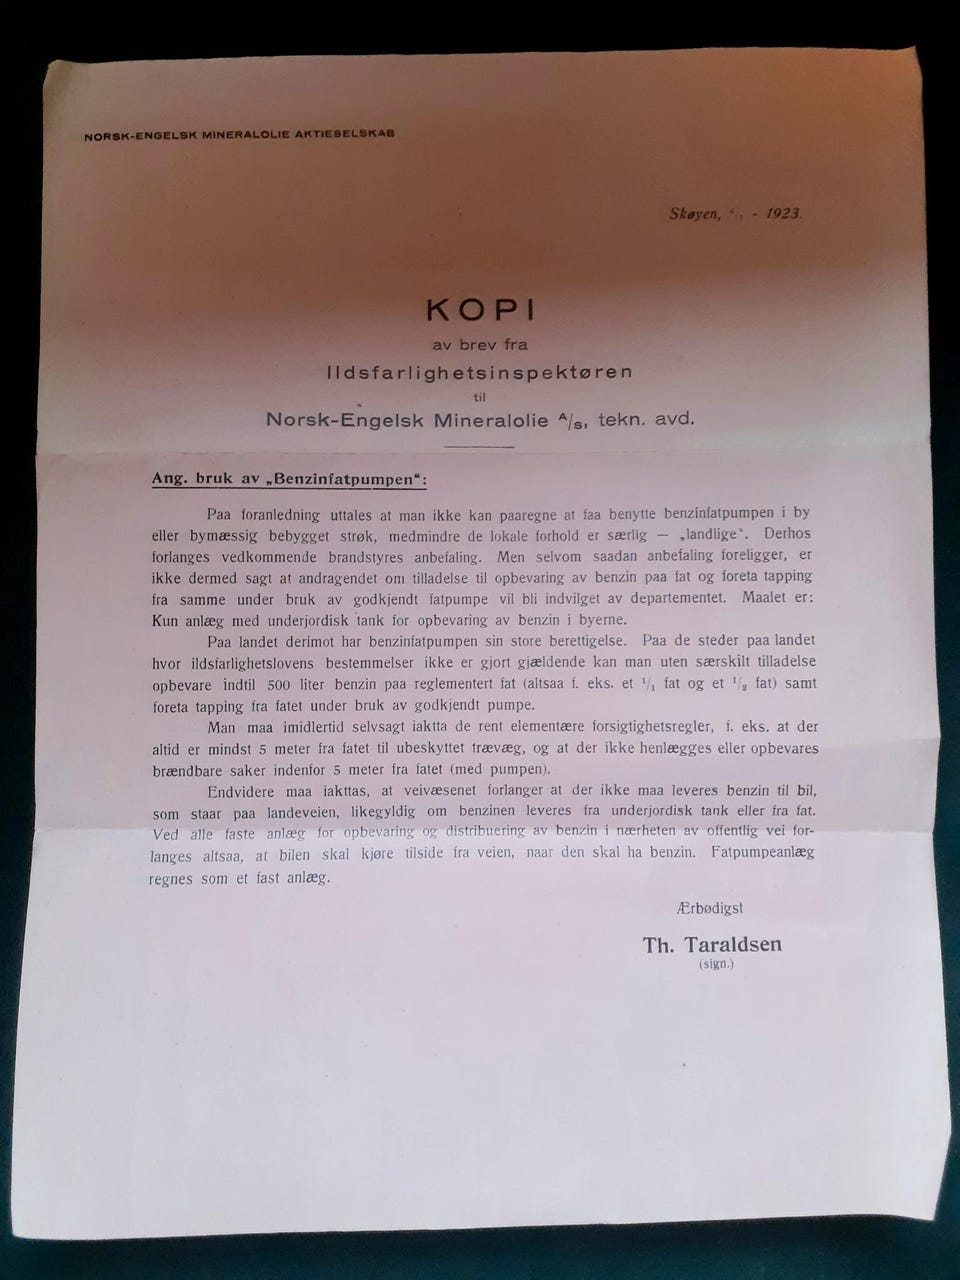 NORSK-ENGELSK MINERALOLIE AKTIESELSKAB
Skøyen, - 1923.
KOPI
av brev fra
Ildsfarlighetsinspektøren
til
Norsk-Engelsk Mineralolie A/S, tekn. avd.
Ang. bruk av „Benzinfatpumpen“:
Paa foranledning uttales at man ikke kan paaregne at faa benytte benzinfatpumpen i by
eller bymæssig bebygget strøk, medmindre de lokale forhold er særlig — „landlige“. Derhos
forlanges vedkommende brandstyres anbefaling. Men selvom saadan anbefaling foreligger, er
ikke dermed sagt at andragendet om tilladelse til opbevaring av benzin paa fat og foreta tapping
fra samme under bruk av godkjendt fatpumpe vil bli indvilget av departementet. Maalet er:
Kun anlæg med underjordisk tank for opbevaring av benzin i byerne.
Paa landet derimot har benzinfatpumpen sin store berettigelse. Paa de steder paa landet
hvor ildsfarlighetslovens bestemmelser ikke er gjort gjældende kan man uten særskilt tilladelse
opbevare indtil 500 liter benzin paa reglementert fat (altsaa f. eks. et 1/1 fat og et 1/2 fat) samt
foreta tapping fra fatet under bruk av godkjendt pumpe.
Man maa imidlertid selvsagt iaktta de rent elementære forsigtighetsregler, f. eks. at der
altid er mindst 5 meter fra fatet til ubeskyttet trævæg, og at der ikke henlægges eller opbevares
brændbare saker indenfor 5 meter fra fatet (med pumpen).
Endvidere maa iakttas, at veivæsenet forlanger at der ikke maa leveres benzin til bil,
som staar paa landeveien, likegyldig om benzinen leveres fra underjordisk tank eller fra fat.
Ved alle faste anlæg for opbevaring og distribuering av benzin i nærheten av offentlig vei for-
langes altsaa, at bilen skal kjøre tilside fra veien, naar den skal ha benzin. Fatpumpeanlæg
regnes som et fast anlæg.
Ærbødigst
Th. Taraldsen
(sign.)